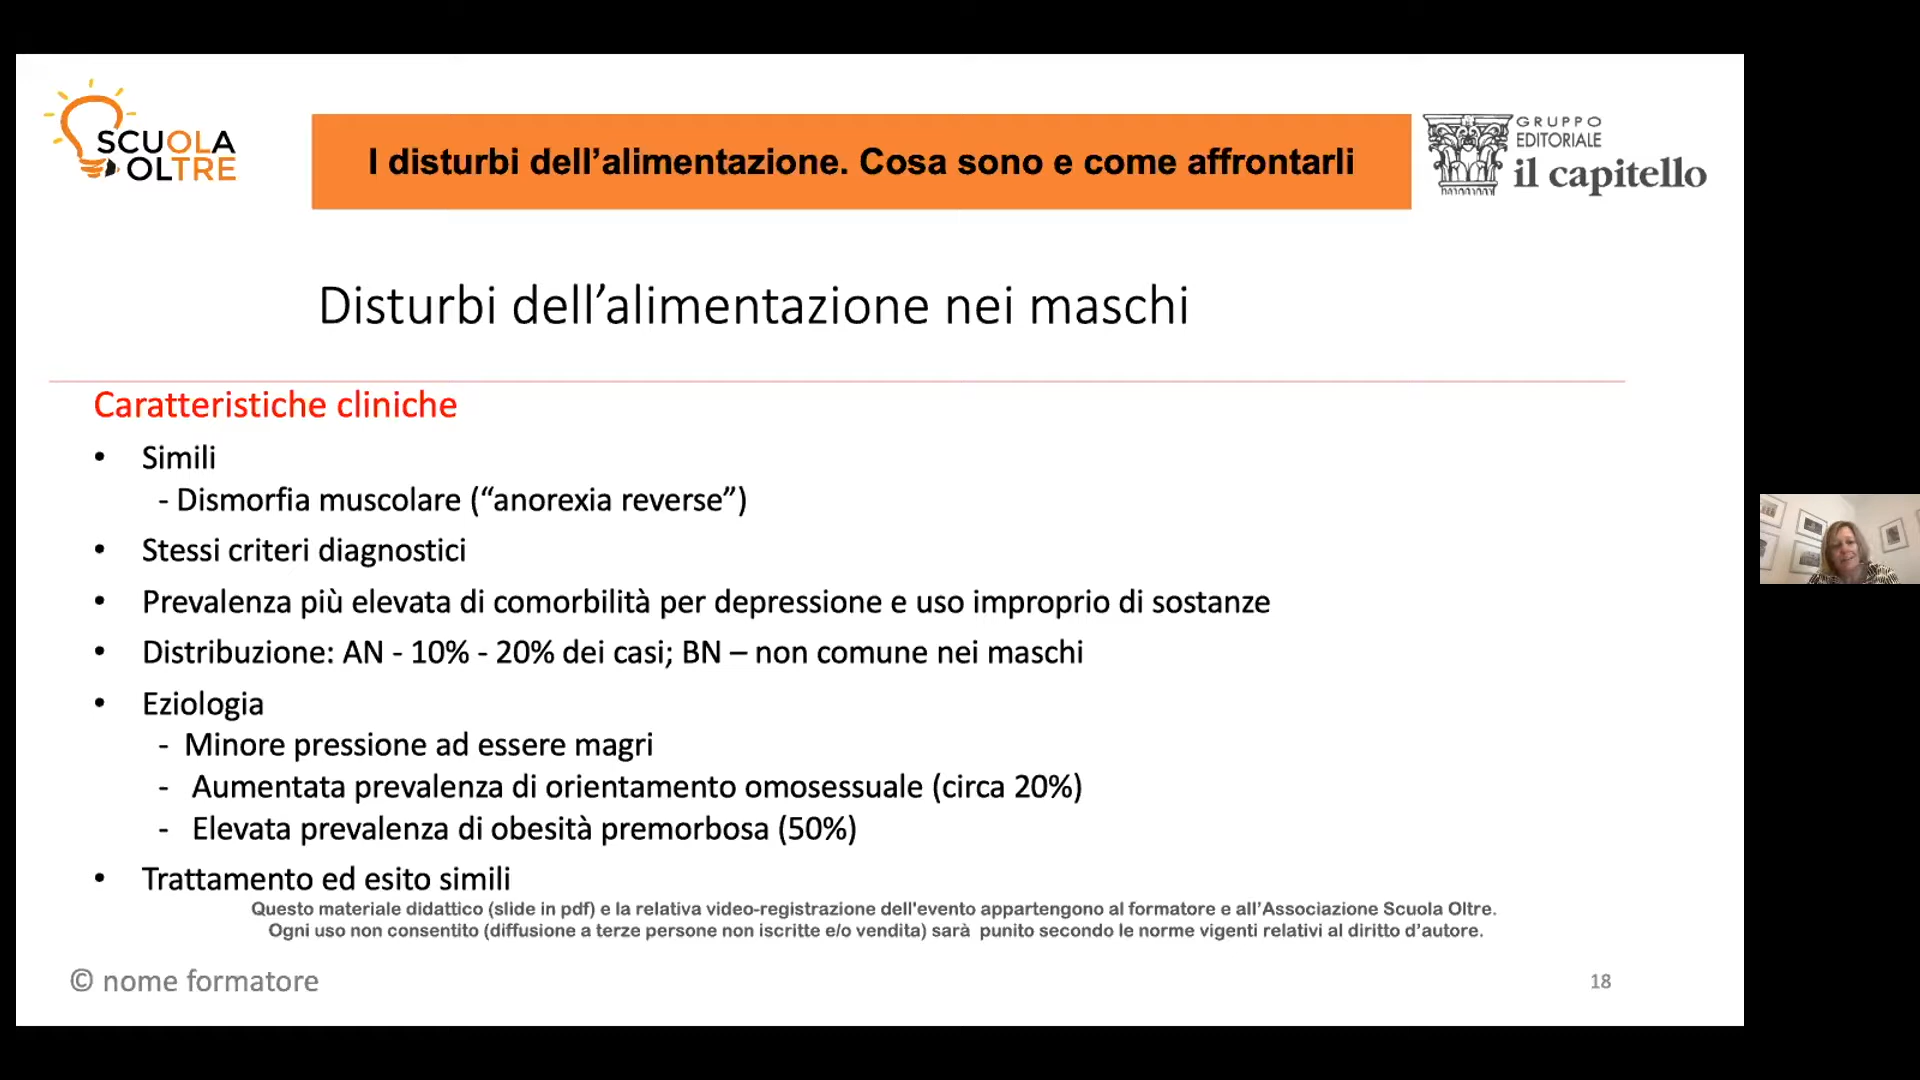 SCUOLA
OLTRE
I disturbi dell’alimentazione. Cosa sono e come affrontarli
GRUPPO
EDITORIALE
il capitello
Disturbi dell’alimentazione nei maschi
Caratteristiche cliniche
• Simili
- Dismorfia muscolare (“anorexia reverse”)
• Stessi criteri diagnostici
• Prevalenza più elevata di comorbilità per depressione e uso improprio di sostanze
• Distribuzione: AN - 10% - 20% dei casi; BN – non comune nei maschi
• Eziologia
- Minore pressione ad essere magri
- Aumentata prevalenza di orientamento omosessuale (circa 20%)
- Elevata prevalenza di obesità premorbosa (50%)
• Trattamento ed esito simili
Questo materiale didattico (slide in pdf) e la relativa video-registrazione dell'evento appartengono al formatore e all’Associazione Scuola Oltre.
Ogni uso non consentito (diffusione a terze persone non iscritte e/o vendita) sarà punito secondo le norme vigenti relativi al diritto d’autore.
© nome formatore
18